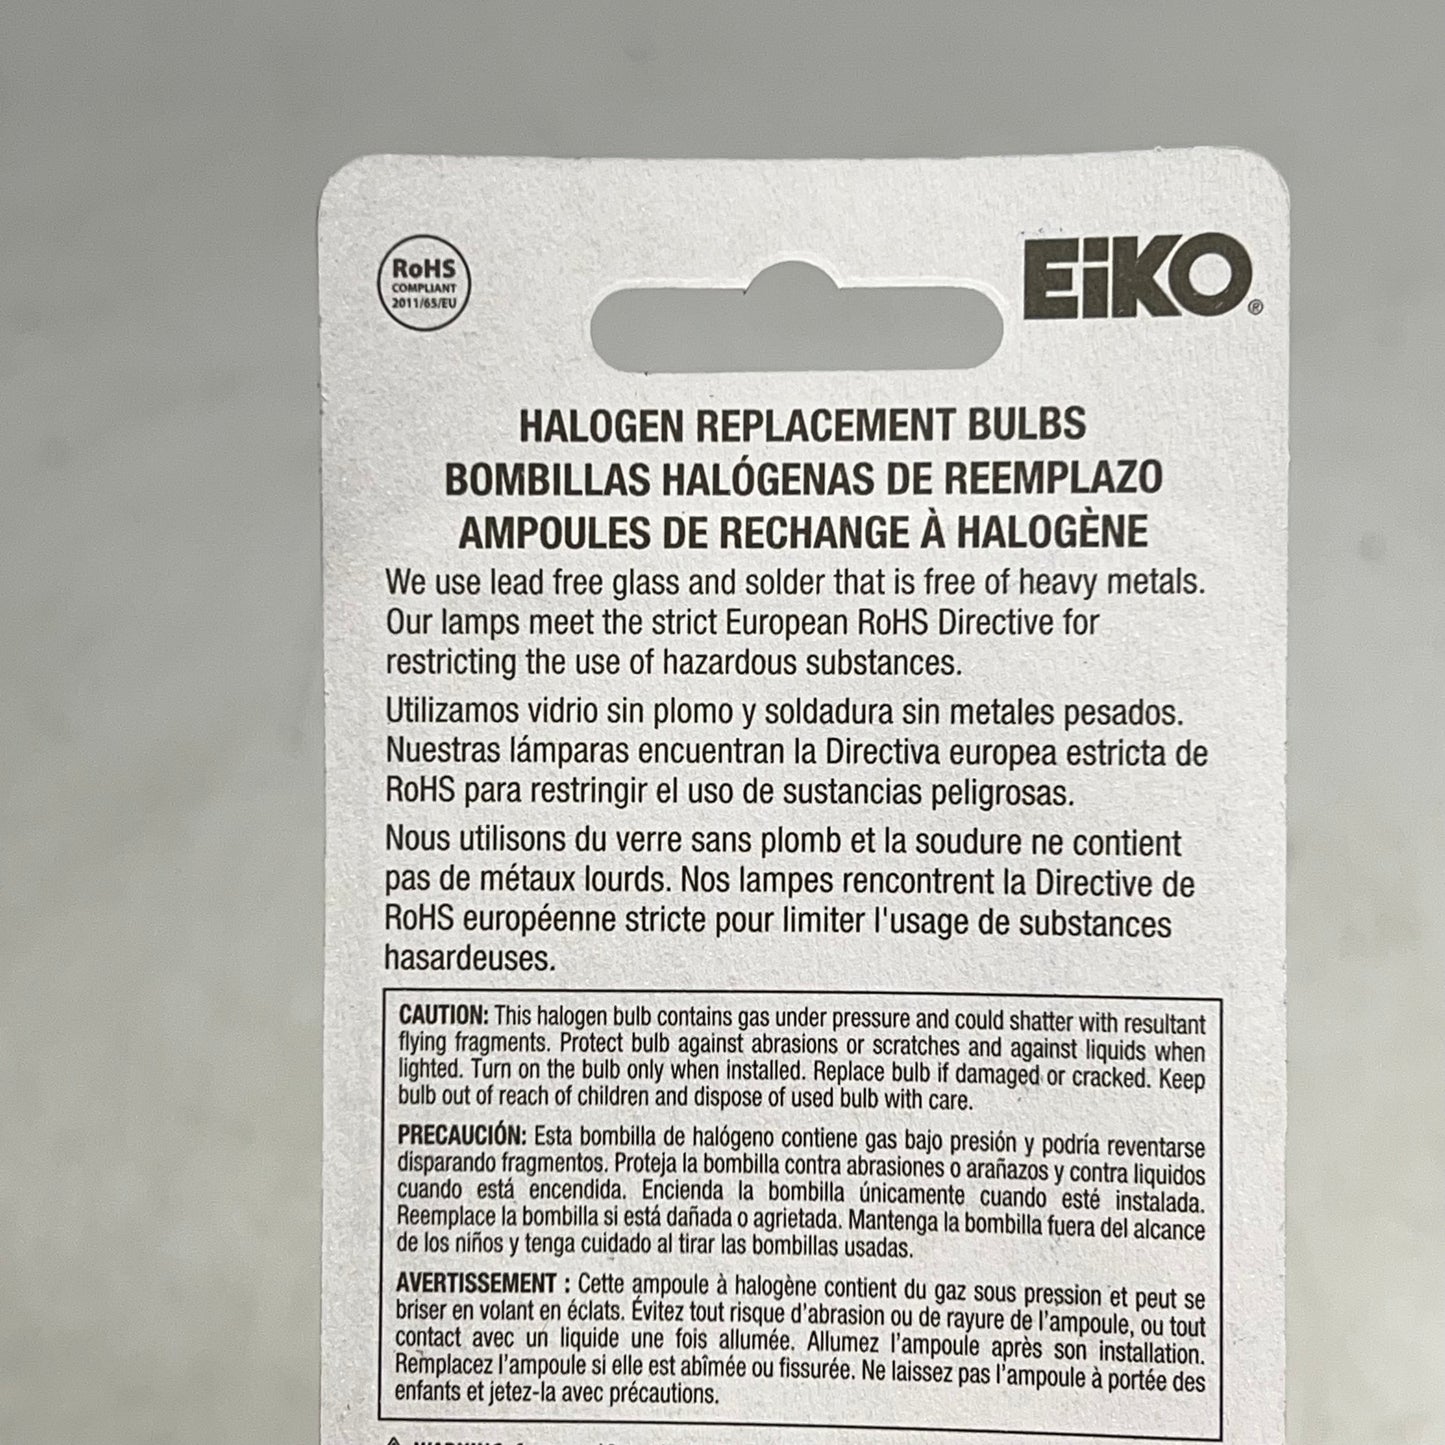 RoHS
COMPLIANT
2011/65/EU
EiKO®
HALOGEN REPLACEMENT BULBS
BOMBILLAS HALÓGENAS DE REEMPLAZO
AMPOULES DE RECHANGE À HALOGÈNE
We use lead free glass and solder that is free of heavy metals.
Our lamps meet the strict European RoHS Directive for
restricting the use of hazardous substances.
Utilizamos vidrio sin plomo y soldadura sin metales pesados.
Nuestras lámparas encuentran la Directiva europea estricta de
RoHS para restringir el uso de sustancias peligrosas.
Nous utilisons du verre sans plomb et la soudure ne contient
pas de métaux lourds. Nos lampes rencontrent la Directive de
RoHS européenne stricte pour limiter l'usage de substances
hasardeuses.
CAUTION: This halogen bulb contains gas under pressure and could shatter with resultant
flying fragments. Protect bulb against abrasions or scratches and against liquids when
lighted. Turn on the bulb only when installed. Replace bulb if damaged or cracked. Keep
bulb out of reach of children and dispose of used bulb with care.
PRECAUCIÓN: Esta bombilla de halógeno contiene gas bajo presión y podría reventarse
disparando fragmentos. Proteja la bombilla contra abrasiones o arañazos y contra liquidos
cuando está encendida. Encienda la bombilla únicamente cuando esté instalada.
Reemplace la bombilla si está dañada o agrietada. Mantenga la bombilla fuera del alcance
de los niños y tenga cuidado al tirar las bombillas usadas.
AVERTISSEMENT : Cette ampoule à halogène contient du gaz sous pression et peut se
briser en volant en éclats. Évitez tout risque d'abrasion ou de rayure de l'ampoule, ou tout
contact avec un liquide une fois allumée. Allumez l'ampoule après son installation.
Remplacez l'ampoule si elle est abîmée ou fissurée. Ne laissez pas l'ampoule à portée des
enfants et jetez-la avec précautions.